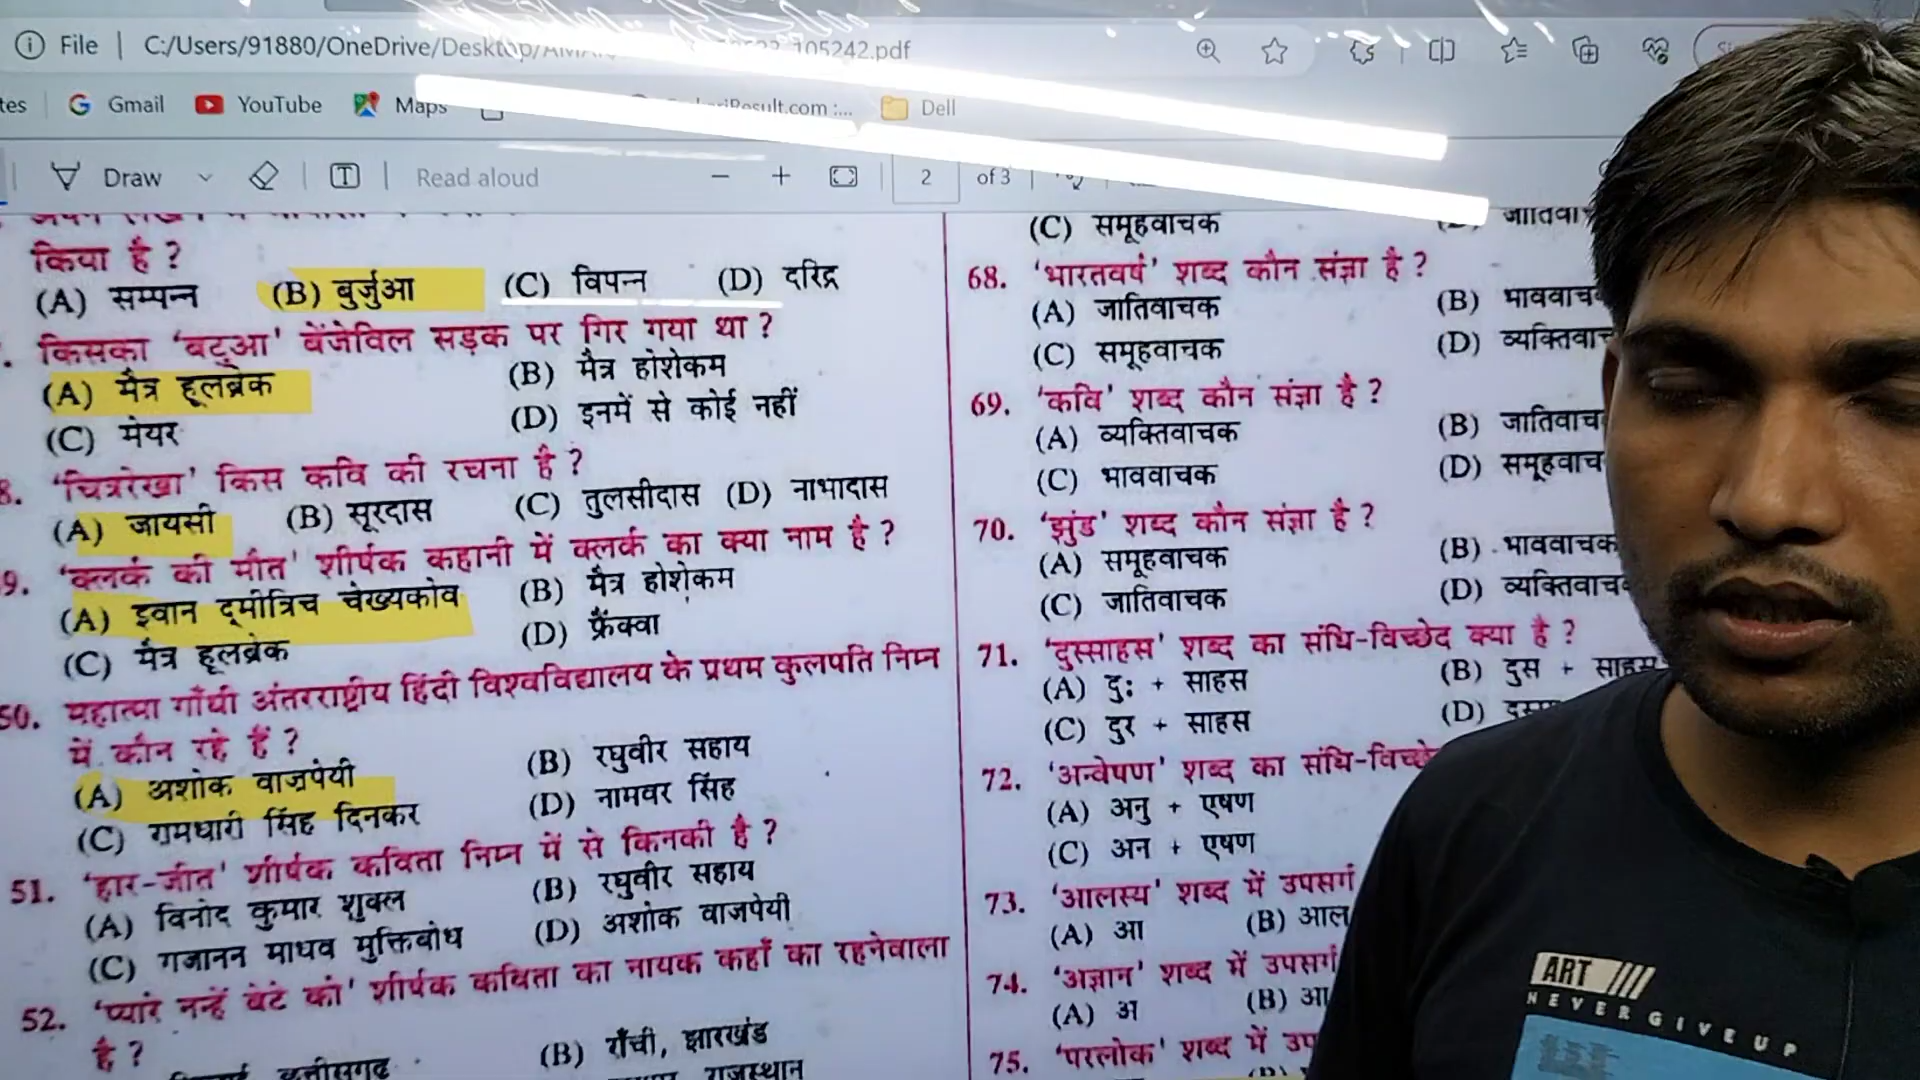 File | C:/Users/91880/OneDrive/Desktop/AMA 105242.pdf
tes Gmail YouTube Maps Result.com :.... Dell
Draw Read aloud − + 2 of 3
किया है ?
(A) सम्पन्न (B) बुर्जुआ (C) विपन्न (D) दरिद्र
किसका ‘बटुआ’ बेंजेविल सड़क पर गिर गया था ?
(A) मैत्र हूलब्रेक (B) मैत्र होशेकम
(C) मेयर (D) इनमें से कोई नहीं
8. ‘चित्ररेखा’ किस कवि की रचना है ?
(A) जायसी (B) सूरदास (C) तुलसीदास (D) नाभादास
9. ‘क्लर्क की मौत’ शीर्षक कहानी में क्लर्क का क्या नाम है ?
(A) इवान दूमीत्रिच चेख्यकोव (B) मैत्र होशेकम
(C) मैत्र हूलब्रेक (D) फ्रैंक्वा
50. महात्मा गाँधी अंतरराष्ट्रीय हिंदी विश्वविद्यालय के प्रथम कुलपति निम्न
में कौन रहे हैं ?
(A) अशोक वाजपेयी (B) रघुवीर सहाय
(C) रामधारी सिंह दिनकर (D) नामवर सिंह
51. ‘हार-जीत’ शीर्षक कविता निम्न में से किनकी है ?
(A) विनोद कुमार शुक्ल (B) रघुवीर सहाय
(C) गजानन माधव मुक्तिबोध (D) अशोक वाजपेयी
52. ‘प्यारे नन्हें बेटे को’ शीर्षक कविता का नायक कहाँ का रहनेवाला
है ?
छत्तीसगढ़ (B) राँची, झारखंड
राजस्थान
(C) समूहवाचक
68. ‘भारतवर्ष’ शब्द कौन संज्ञा है ?
(A) जातिवाचक (B) भाववाच
(C) समूहवाचक (D) व्यक्तिवा
69. ‘कवि’ शब्द कौन संज्ञा है ?
(A) व्यक्तिवाचक (B) जातिवाच
(C) भाववाचक (D) समूहवाच
70. ‘झुंड’ शब्द कौन संज्ञा है ?
(A) समूहवाचक (B) भाववाचक
(C) जातिवाचक (D) व्यक्तिवाच
71. ‘दुस्साहस’ शब्द का संधि-विच्छेद क्या है ?
(A) दुः + साहस (B) दुस + साहस
(C) दुर + साहस (D)
72. ‘अन्वेषण’ शब्द का संधि-विच्छे
(A) अनु + एषण
(C) अन + एषण
73. ‘आलस्य’ शब्द में उपसर्ग
(A) आ (B) आल
74. ‘अज्ञान’ शब्द में उपसर्ग
(A) अ (B) आ
75. ‘परलोक’ शब्द में उप
ART
NEVER GIVE UP